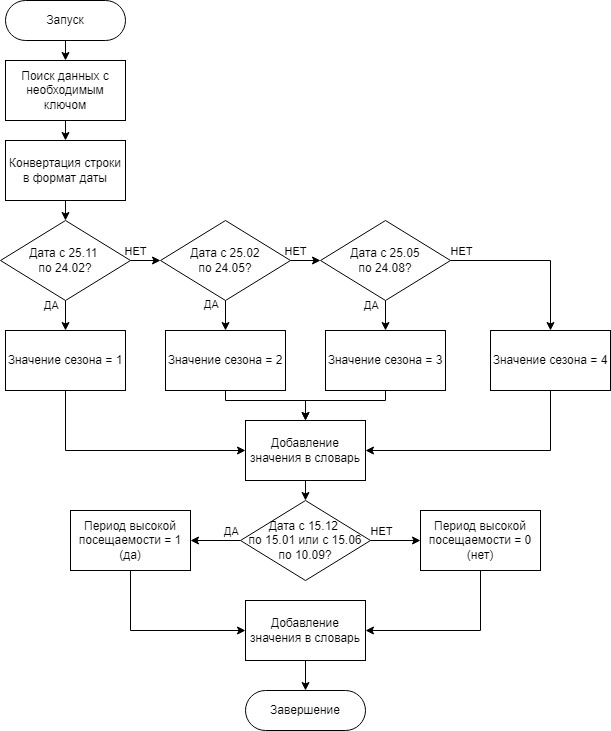 Запуск
Поиск данных с
необходимым
ключом
Конвертация строки
в формат даты
Дата с 25.11
по 24.02?
НЕТ
Дата с 25.02
по 24.05?
НЕТ
Дата с 25.05
по 24.08?
НЕТ
ДА
ДА
ДА
Значение сезона = 1
Значение сезона = 2
Значение сезона = 3
Значение сезона = 4
Добавление
значения в словарь
Период высокой
посещаемости = 1
(да)
ДА
Дата с 15.12
по 15.01 или с 15.06
по 10.09?
НЕТ
Период высокой
посещаемости = 0
(нет)
Добавление
значения в словарь
Завершение